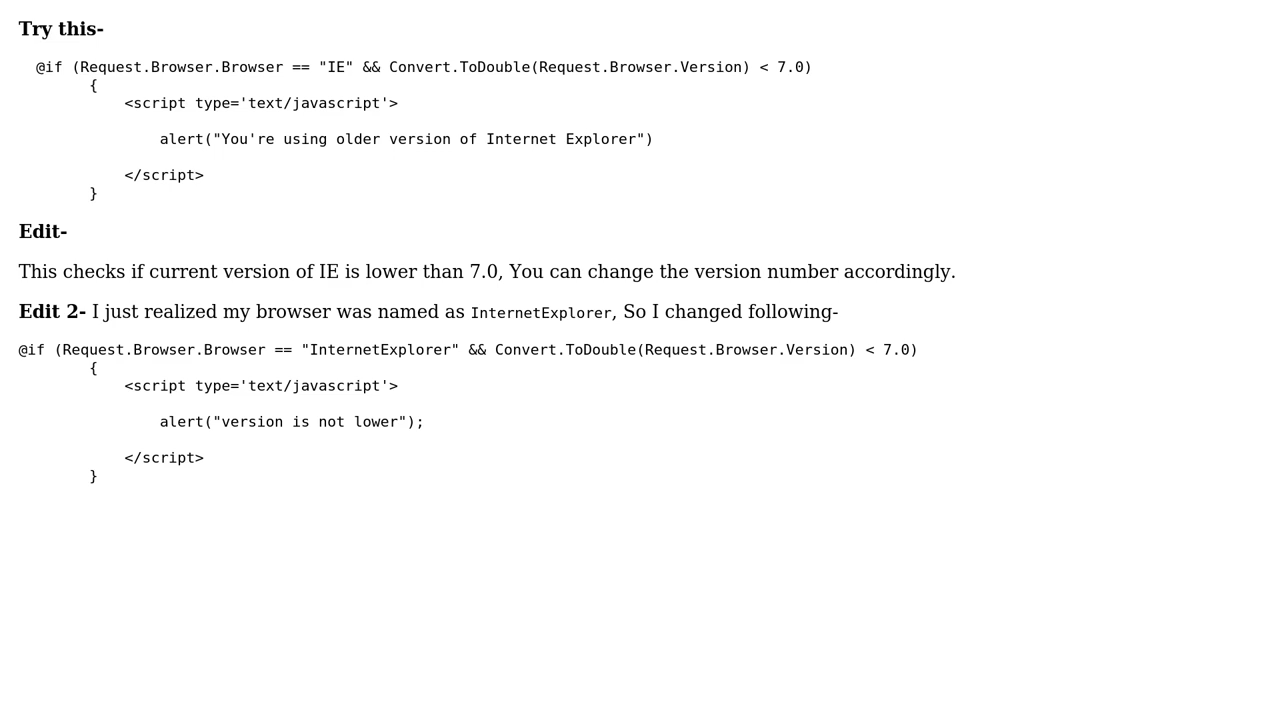 Try this-
@if (Request.Browser.Browser == "IE" && Convert.ToDouble(Request.Browser.Version) < 7.0)
{
<script type='text/javascript'>
alert("You're using older version of Internet Explorer")
</script>
}
Edit-
This checks if current version of IE is lower than 7.0, You can change the version number accordingly.
Edit 2- I just realized my browser was named as InternetExplorer, So I changed following-
@if (Request.Browser.Browser == "InternetExplorer" && Convert.ToDouble(Request.Browser.Version) < 7.0)
{
<script type='text/javascript'>
alert("version is not lower");
</script>
}